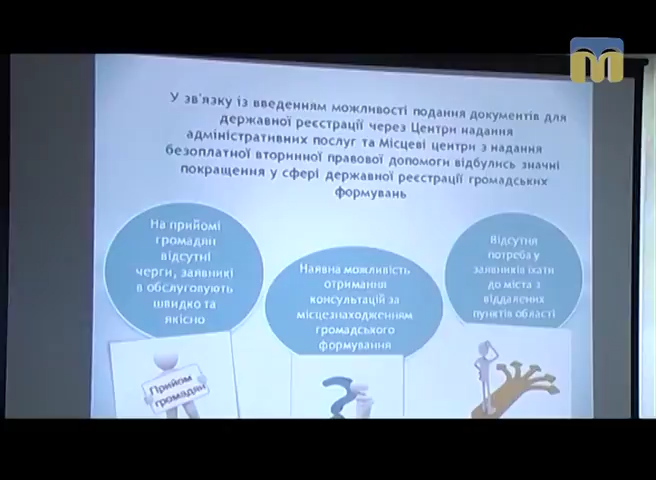 У зв'язку із введенням можливості подання документів для
державної реєстрації через Центри надання
адміністративних послуг та Місцеві центри з надання
безоплатної вторинної правової допомоги відбулись значні
покращення у сфері державної реєстрації громадських
формувань
На прийомі
громадян
відсутні
черги, заявникі
в обслуговують
швидко та
якісно
Наявна можливість
отримання
консультацій за
місцезнаходженням
громадського
формування
Відсутня
потреба у
заявників їхати
до міста з
віддалених
пунктів області
Прийом
громадян